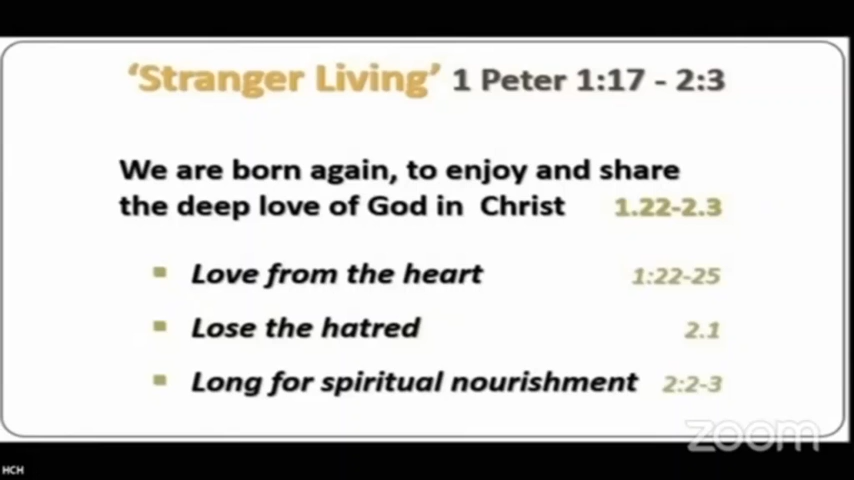 ‘Stranger Living’ 1 Peter 1:17 - 2:3
We are born again, to enjoy and share
the deep love of God in Christ 1.22-2.3
Love from the heart 1:22-25
Lose the hatred 2.1
Long for spiritual nourishment 2:2-3
zoom
HCH